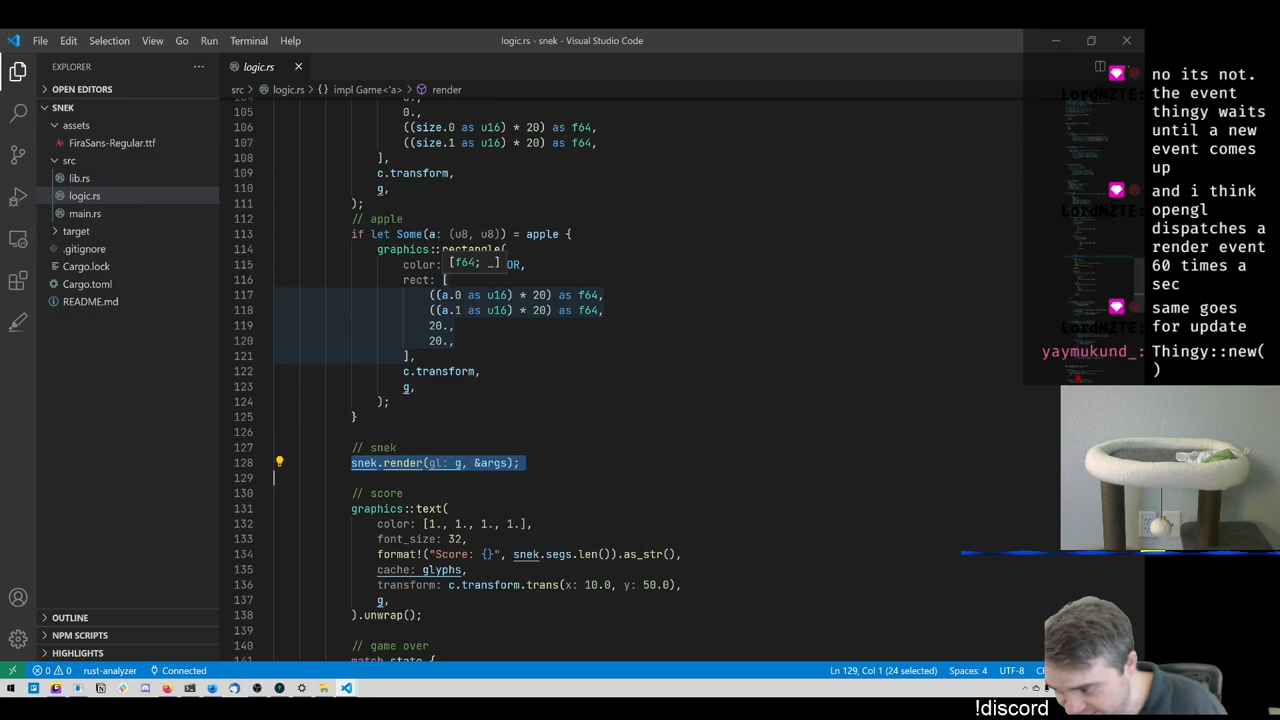 File Edit Selection View Go Run Terminal Help
logic.rs - snek - Visual Studio Code
EXPLORER
OPEN EDITORS
SNEK
assets
FiraSans-Regular.ttf
src
lib.rs
logic.rs
main.rs
target
.gitignore
Cargo.lock
Cargo.toml
README.md
OUTLINE
NPM SCRIPTS
HIGHLIGHTS
logic.rs
src > logic.rs > {} impl Game<'a> > render
105 0.,
106 ((size.0 as u16) * 20) as f64,
107 ((size.1 as u16) * 20) as f64,
108 ],
109 c.transform,
110 g,
111 );
112 // apple
113 if let Some(a: (u8, u8)) = apple {
114 graphics::rectangle(
[f64; _]
115 color: OR,
116 rect: [
117 ((a.0 as u16) * 20) as f64,
118 ((a.1 as u16) * 20) as f64,
119 20.,
120 20.,
121 ],
122 c.transform,
123 g,
124 );
125 }
126
127 // snek
128 snek.render(gl: g, &args);
129
130 // score
131 graphics::text(
132 color: [1., 1., 1., 1.],
133 font_size: 32,
134 format!("Score: {}", snek.segs.len()).as_str(),
135 cache: glyphs,
136 transform: c.transform.trans(x: 10.0, y: 50.0),
137 g,
138 ).unwrap();
139
140 // game over
match state {
0 0 rust-analyzer Connected
Ln 129, Col 1 (24 selected) Spaces: 4 UTF-8
LordMZTE: no its not.
the event
thingy waits
until a new
event comes
up
LordMZTE: and i think
opengl
dispatches a
render event
60 times a
sec
LordMZTE: same goes
for update
yaymukund_: Thingy::new(
)
!discord